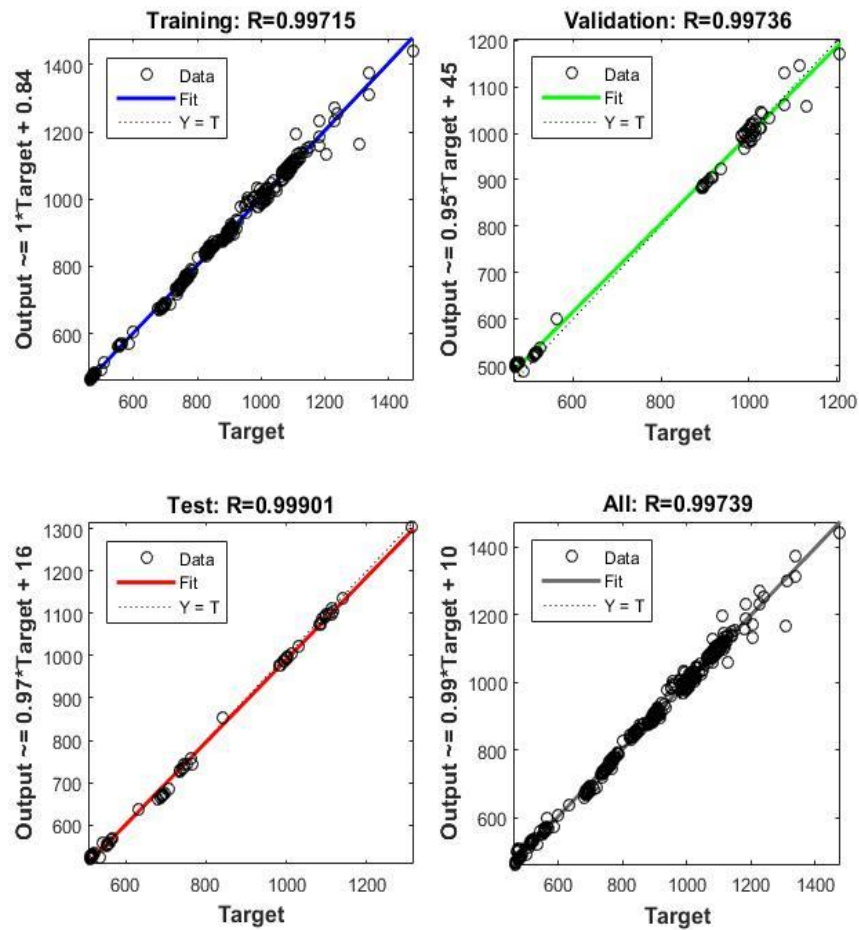 Training: R=0.99715
Output ~= 1*Target + 0.84
1400
1200
1000
800
600
Data
Fit
Y = T
600
800
1000
1200
1400
Target
Validation: R=0.99736
Output ~= 0.95*Target + 45
1200
1100
1000
900
800
700
600
500
Data
Fit
Y = T
600
800
1000
1200
Target
Test: R=0.99901
Output ~= 0.97*Target + 16
1300
1200
1100
1000
900
800
700
600
Data
Fit
Y = T
600
800
1000
1200
Target
All: R=0.99739
Output ~= 0.99*Target + 10
1400
1200
1000
800
600
Data
Fit
Y = T
600
800
1000
1200
1400
Target